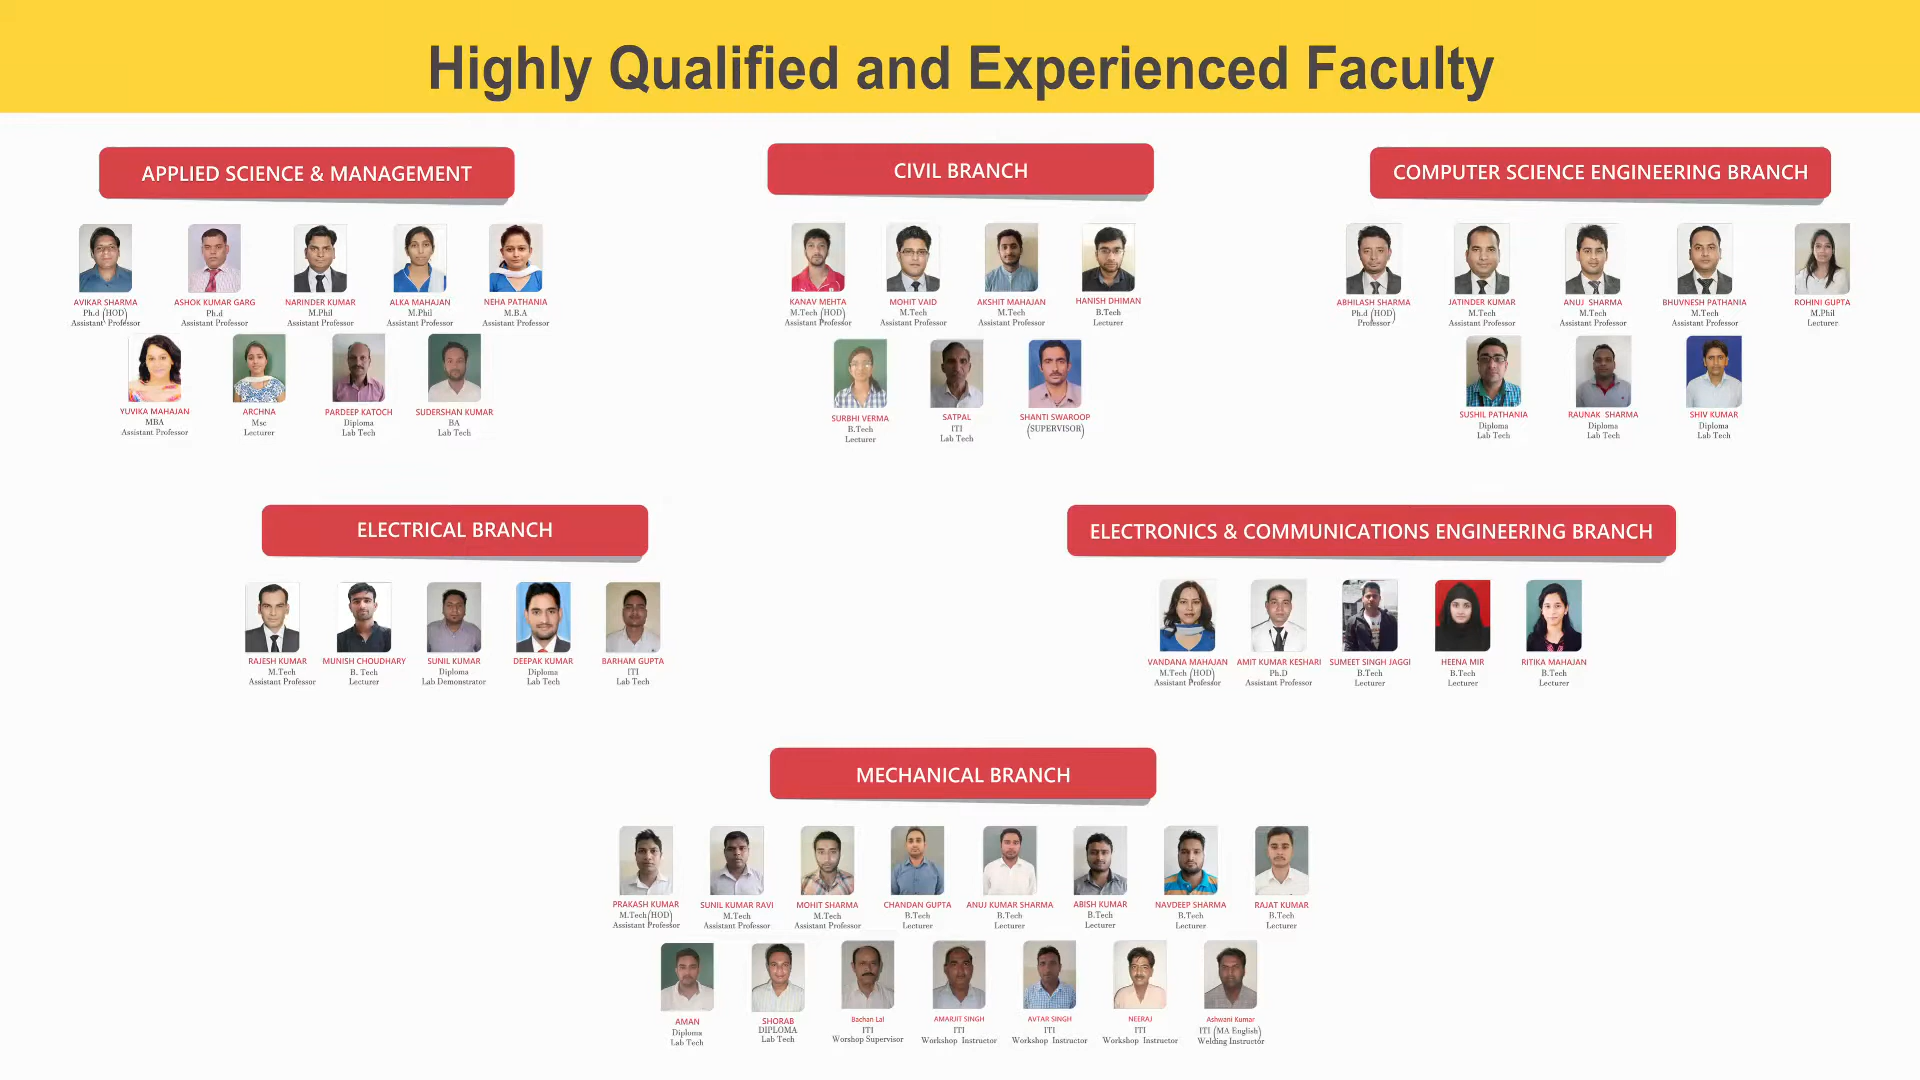 Highly Qualified and Experienced Faculty
APPLIED SCIENCE & MANAGEMENT
AVIKAR SHARMA
Ph.d (HOD)
Assistant Professor
ASHOK KUMAR GARG
Ph.d
Assistant Professor
NARINDER KUMAR
M.Phil
Assistant Professor
ALKA MAHAJAN
M.Phil
Assistant Professor
NEHA PATHANIA
M.B.A
Assistant Professor
YUVIKA MAHAJAN
MBA
Assistant Professor
ARCHNA
Msc
Lecturer
PARDEEP KATOCH
Diploma
Lab Tech
SUDERSHAN KUMAR
BA
Lab Tech
CIVIL BRANCH
KANAV MEHTA
M.Tech (HOD)
Assistant Professor
MOHIT VAID
M.Tech
Assistant Professor
AKSHIT MAHAJAN
M.Tech
Assistant Professor
HANISH DHIMAN
B.Tech
Lecturer
SURBHI VERMA
B.Tech
Lecturer
SATPAL
ITI
Lab Tech
SHANTI SWAROOP
(SUPERVISOR)
COMPUTER SCIENCE ENGINEERING BRANCH
ABHILASH SHARMA
Ph.d (HOD)
Professor
JATINDER KUMAR
M.Tech
Assistant Professor
ANUJ SHARMA
M.Tech
Assistant Professor
BHUVNESH PATHANIA
M.Tech
Assistant Professor
ROHINI GUPTA
M.Phil
Lecturer
SUSHIL PATHANIA
Diploma
Lab Tech
RAUNAK SHARMA
Diploma
Lab Tech
SHIV KUMAR
Diploma
Lab Tech
ELECTRICAL BRANCH
RAJESH KUMAR
M.Tech
Assistant Professor
MUNISH CHOUDHARY
B. Tech
Lecturer
SUNIL KUMAR
Diploma
Lab Demonstrator
DEEPAK KUMAR
Diploma
Lab Tech
BARHAM GUPTA
ITI
Lab Tech
ELECTRONICS & COMMUNICATIONS ENGINEERING BRANCH
VANDANA MAHAJAN
M.Tech (HOD)
Assistant Professor
AMIT KUMAR KESHARI
Ph.D
Assistant Professor
SUMEET SINGH JAGGI
B.Tech
Lecturer
HEENA MIR
B.Tech
Lecturer
RITIKA MAHAJAN
B.Tech
Lecturer
MECHANICAL BRANCH
PRAKASH KUMAR
M.Tech(HOD)
Assistant Professor
SUNIL KUMAR RAVI
M.Tech
Assistant Professor
MOHIT SHARMA
M.Tech
Assistant Professor
CHANDAN GUPTA
B.Tech
Lecturer
ANUJ KUMAR SHARMA
B.Tech
Lecturer
ABISH KUMAR
B.Tech
Lecturer
NAVDEEP SHARMA
B.Tech
Lecturer
RAJAT KUMAR
B.Tech
Lecturer
AMAN
Diploma
Lab Tech
SHORAB
DIPLOMA
Lab Tech
Bachan Lal
ITI
Worshop Supervisor
AMARJIT SINGH
ITI
Workshop Instructor
AVTAR SINGH
ITI
Workshop Instructor
NEERAJ
ITI
Workshop Instructor
Ashwani Kumar
ITI (MA English)
Welding Instructor